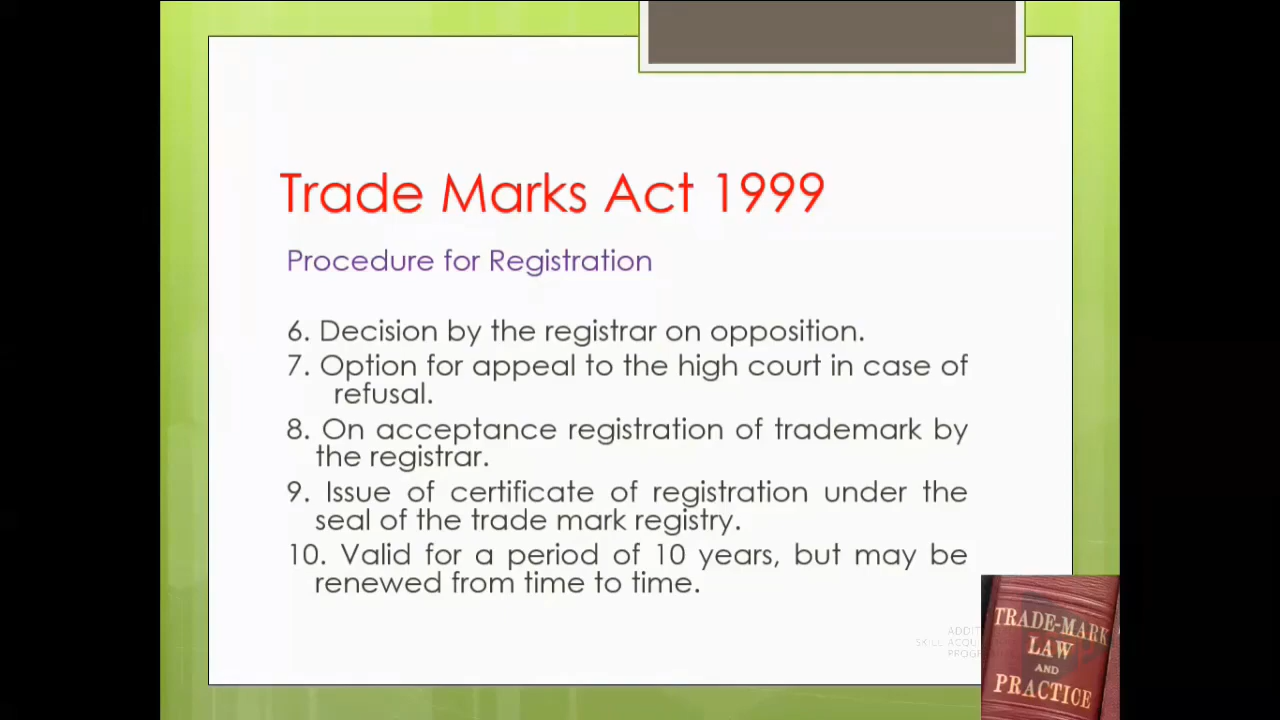 Trade Marks Act 1999
Procedure for Registration
6. Decision by the registrar on opposition.
7. Option for appeal to the high court in case of
refusal.
8. On acceptance registration of trademark by
the registrar.
9. Issue of certificate of registration under the
seal of the trade mark registry.
10. Valid for a period of 10 years, but may be
renewed from time to time.
SKILL
TRADE-MARK
LAW
AND
PRACTICE